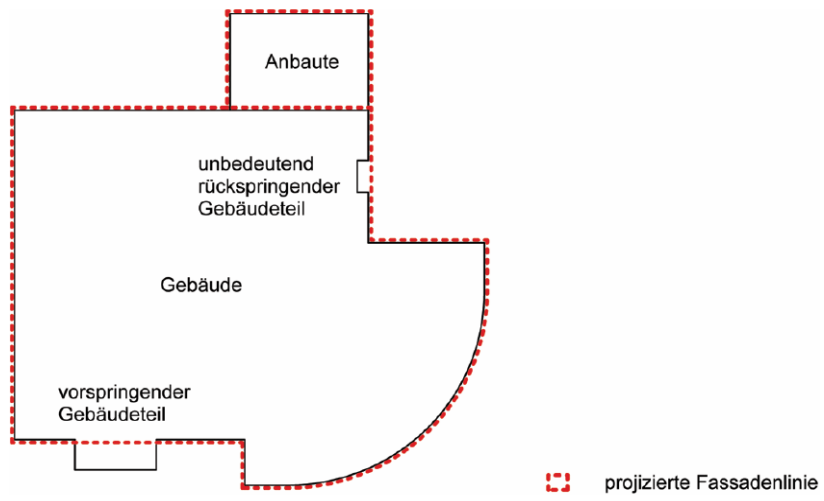 Anbaute
unbedeutend
rückspringender
Gebäudeteil
Gebäude
vorspringender
Gebäudeteil
projizierte Fassadenlinie